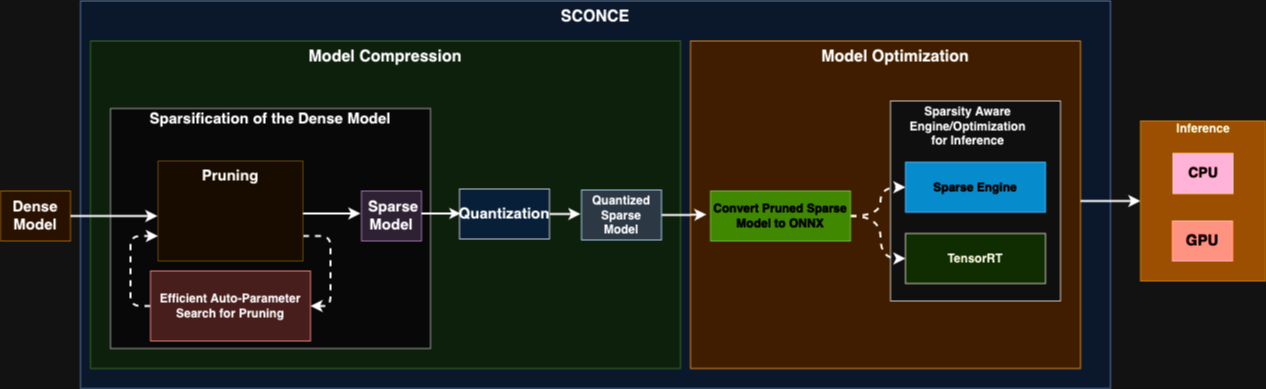 SCONCE
Model Compression
Model Optimization
Sparsification of the Dense Model
Pruning
Efficient Auto-Parameter
Search for Pruning
Dense
Model
Sparse
Model
Quantization
Quantized
Sparse
Model
Convert Pruned Sparse
Model to ONNX
Sparsity Aware
Engine/Optimization
for Inference
Sparse Engine
TensorRT
Inference
CPU
GPU